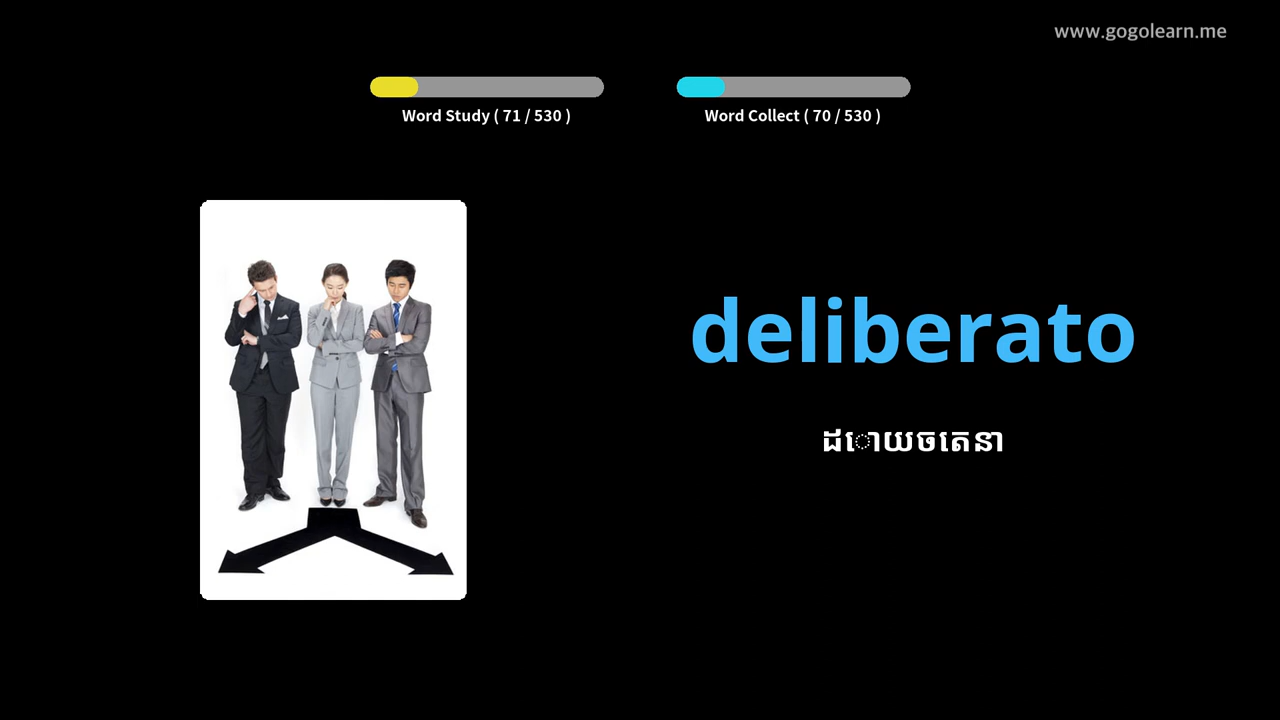 www.gogolearn.me
Word Study ( 71 / 530 )
Word Collect ( 70 / 530 )
deliberato
ដោយចេតនា